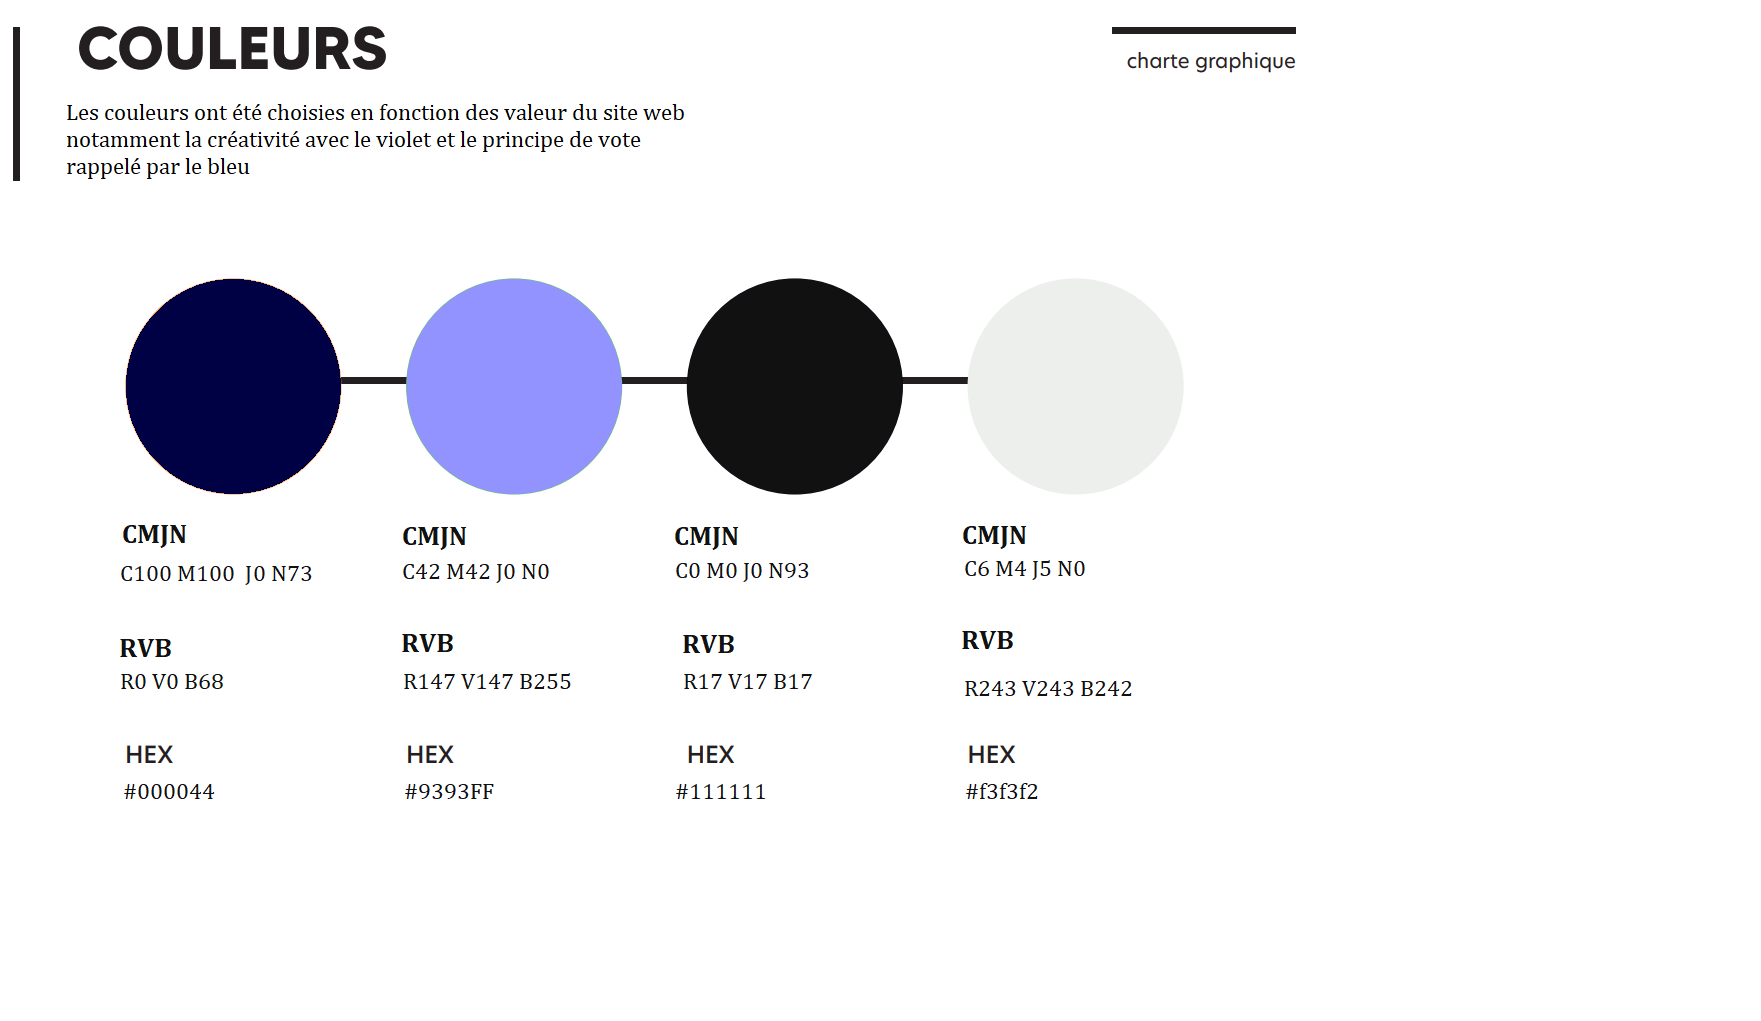 COULEURS
charte graphique
Les couleurs ont été choisies en fonction des valeur du site web
notamment la créativité avec le violet et le principe de vote
rappelé par le bleu
CMJN
C100 M100 J0 N73
RVB
R0 V0 B68
HEX
#000044
CMJN
C42 M42 J0 N0
RVB
R147 V147 B255
HEX
#9393FF
CMJN
C0 M0 J0 N93
RVB
R17 V17 B17
HEX
#111111
CMJN
C6 M4 J5 N0
RVB
R243 V243 B242
HEX
#f3f3f2